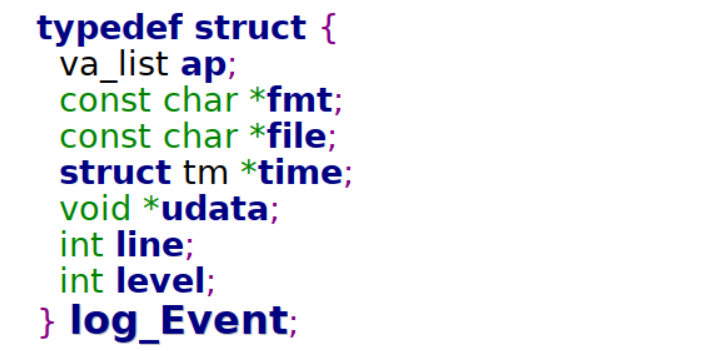 typedef struct {
va_list ap;
const char *fmt;
const char *file;
struct tm *time;
void *udata;
int line;
int level;
} log_Event;